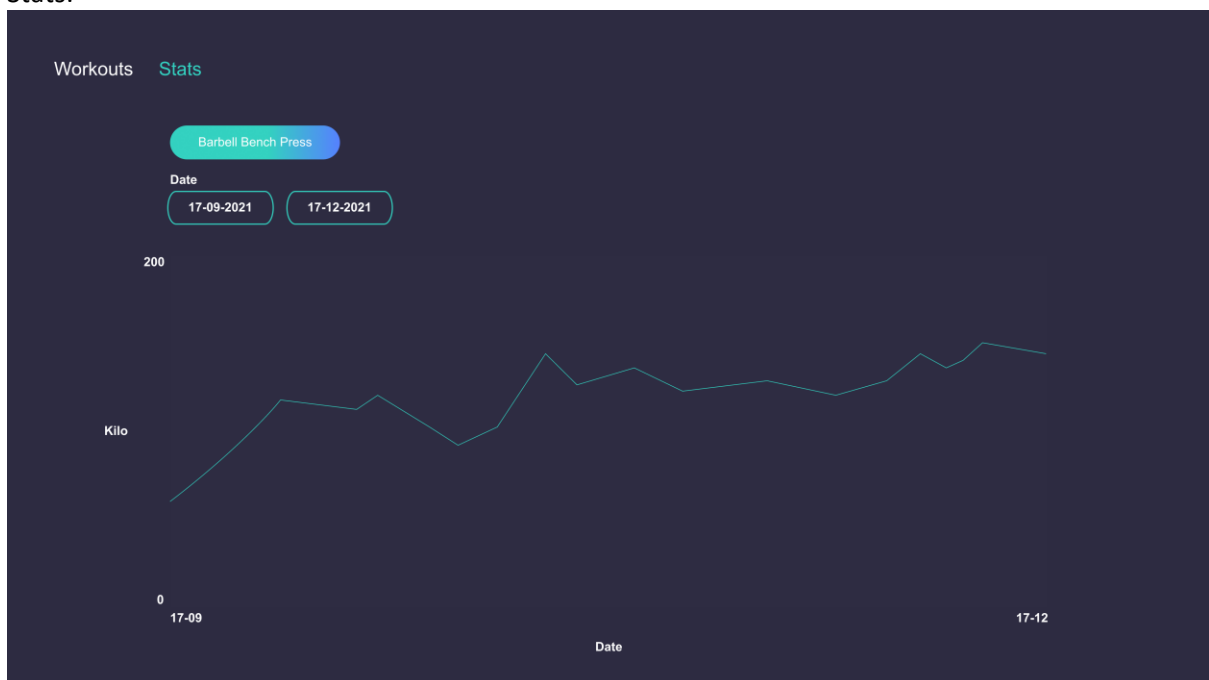 Stats:
Workouts Stats
Barbell Bench Press
Date
17-09-2021 17-12-2021
200
Kilo
0
17-09 17-12
Date